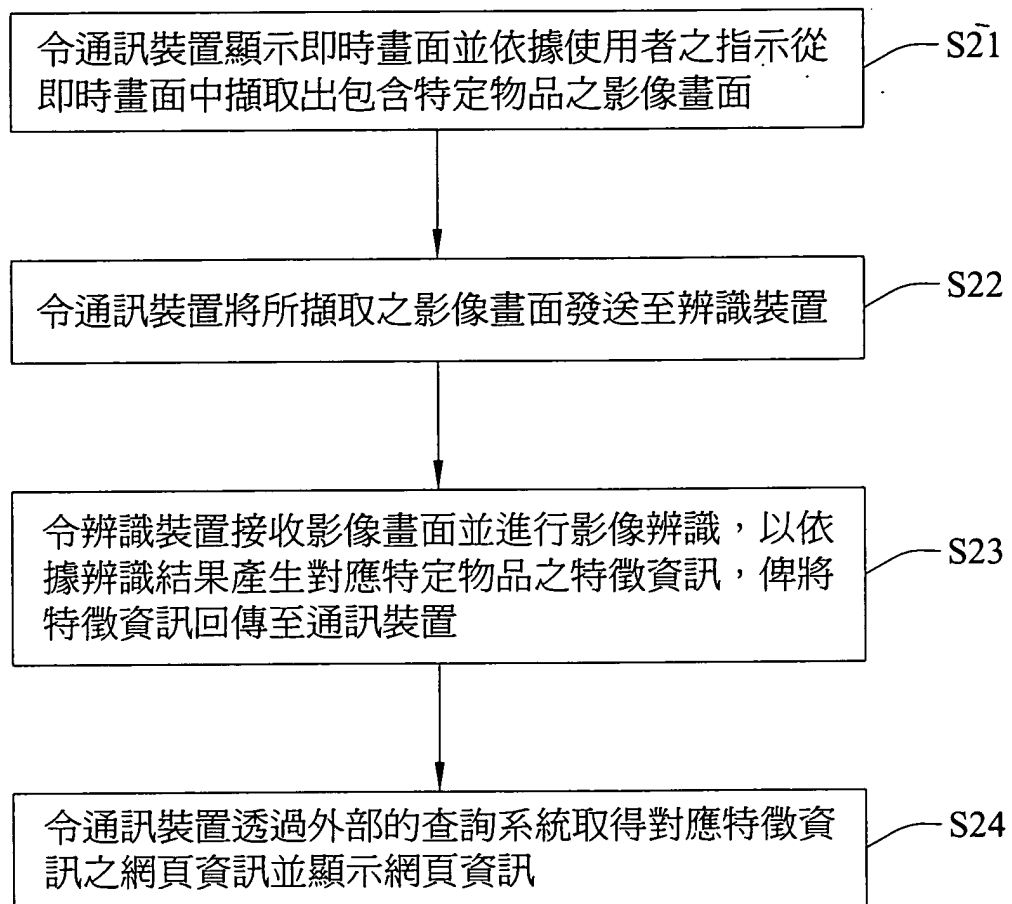 令通訊裝置顯示即時畫面並依據使用者之指示從
即時畫面中擷取出包含特定物品之影像畫面
S21
令通訊裝置將所擷取之影像畫面發送至辨識裝置
S22
令辨識裝置接收影像畫面並進行影像辨識，以依
據辨識結果產生對應特定物品之特徵資訊，俾將
特徵資訊回傳至通訊裝置
S23
令通訊裝置透過外部的查詢系統取得對應特徵資
訊之網頁資訊並顯示網頁資訊
S24